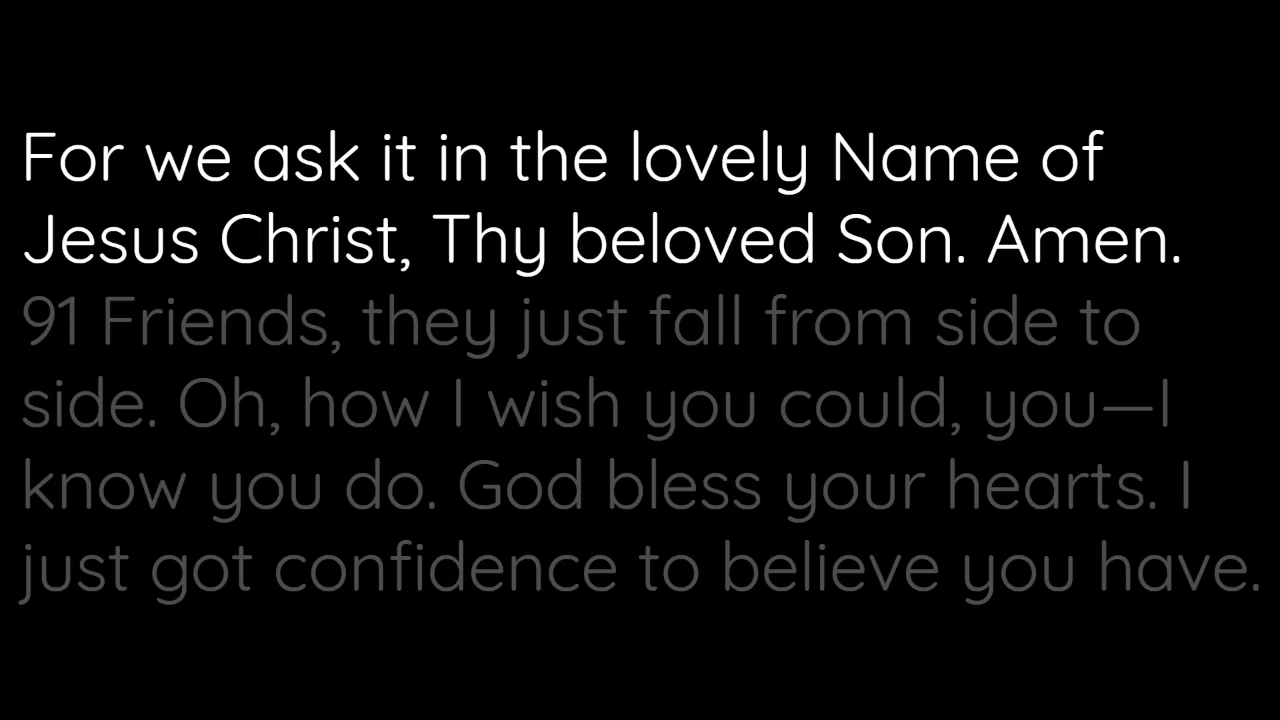 For we ask it in the lovely Name of
Jesus Christ, Thy beloved Son. Amen.
91 Friends, they just fall from side to
side. Oh, how I wish you could, you—I
know you do. God bless your hearts. I
just got confidence to believe you have.